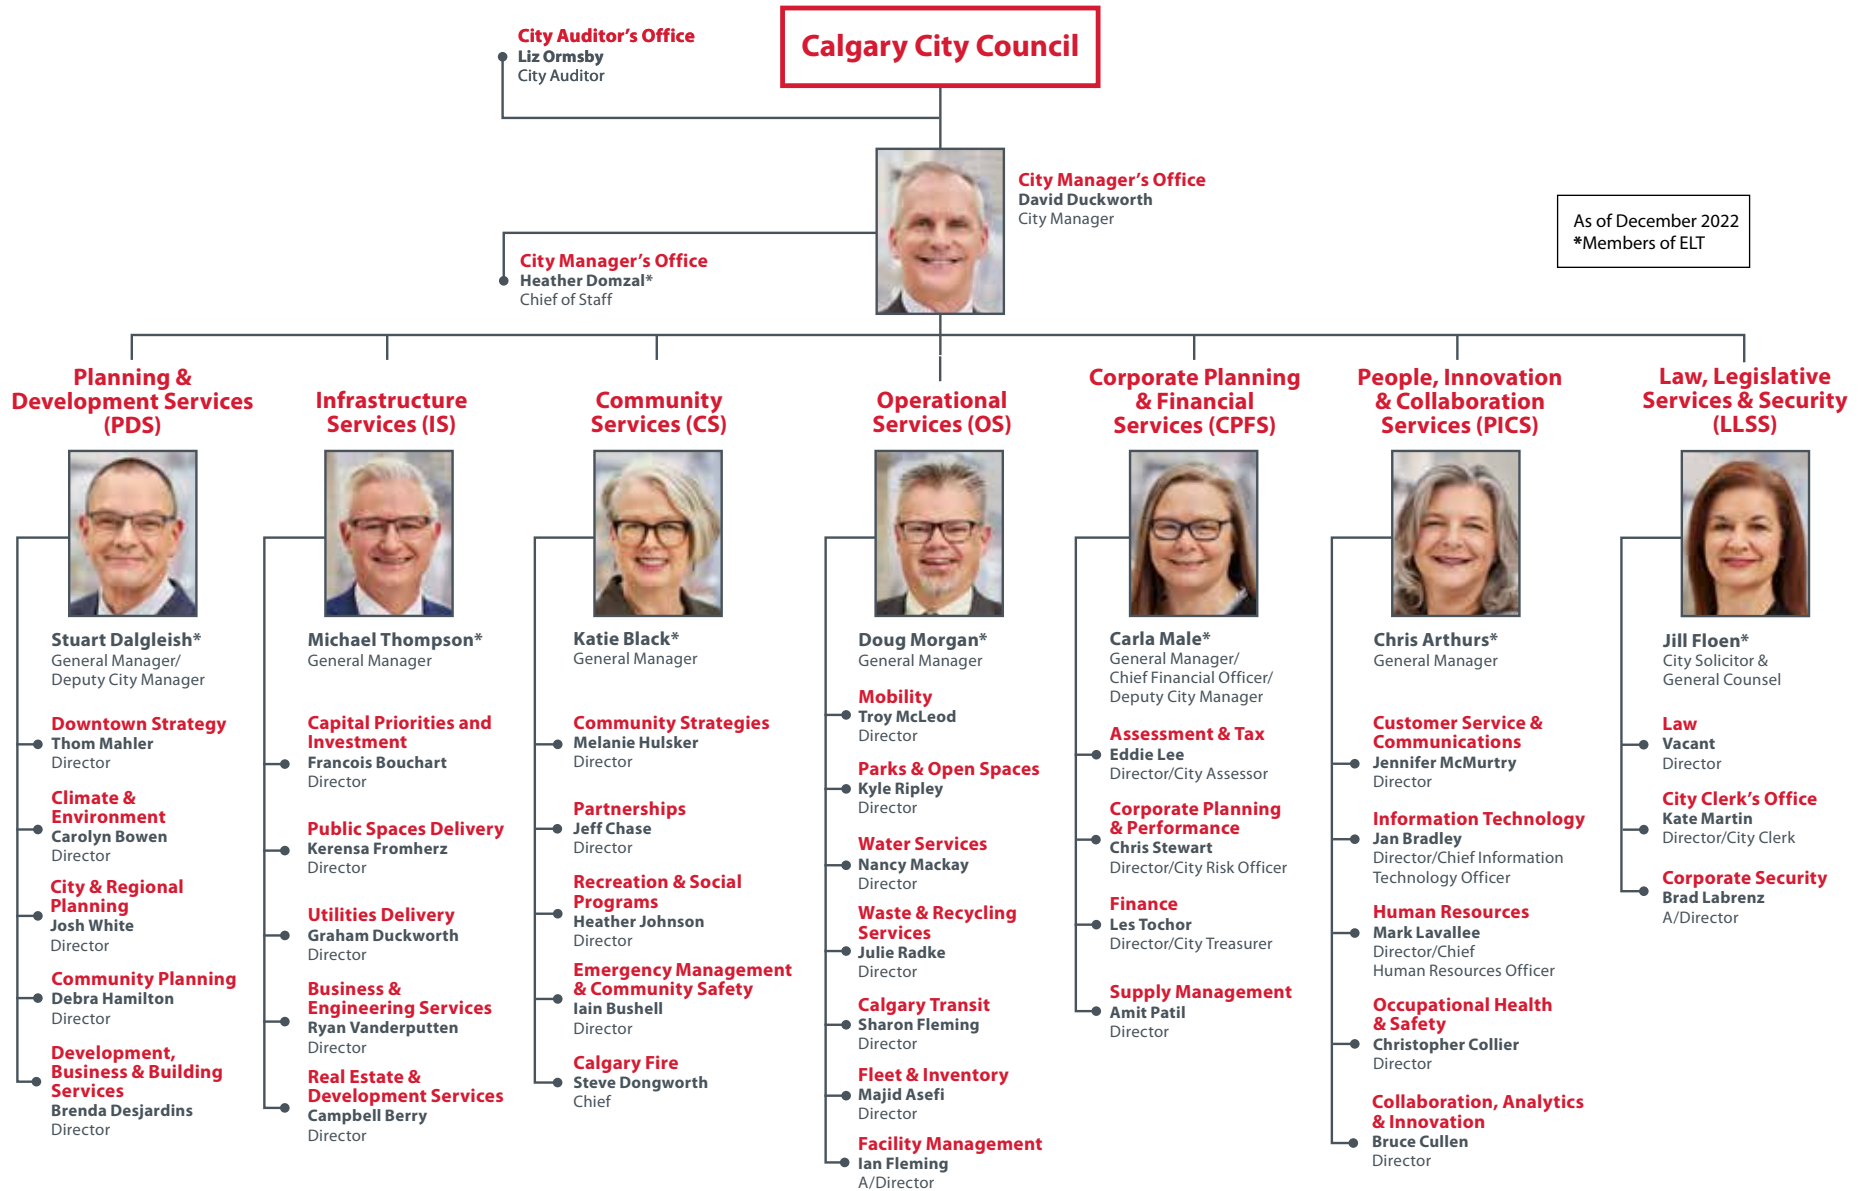 City Auditor's Office
Liz Ormsby
City Auditor
Calgary City Council
City Manager's Office
David Duckworth
City Manager
As of December 2022
*Members of ELT
City Manager's Office
Heather Domzal*
Chief of Staff
Planning &
Development Services
(PDS)
Stuart Dalgleish*
General Manager/
Deputy City Manager
Downtown Strategy
Thom Mahler
Director
Climate &
Environment
Carolyn Bowen
Director
City & Regional
Planning
Josh White
Director
Community Planning
Debra Hamilton
Director
Development,
Business & Building
Services
Brenda Desjardins
Director
Infrastructure
Services (IS)
Michael Thompson*
General Manager
Capital Priorities and
Investment
Francois Bouchart
Director
Public Spaces Delivery
Kerensa Fromherz
Director
Utilities Delivery
Graham Duckworth
Director
Business &
Engineering Services
Ryan Vanderputten
Director
Real Estate &
Development Services
Campbell Berry
Director
Community
Services (CS)
Katie Black*
General Manager
Community Strategies
Melanie Hulsker
Director
Partnerships
Jeff Chase
Director
Recreation & Social
Programs
Heather Johnson
Director
Emergency Management
& Community Safety
Iain Bushell
Director
Calgary Fire
Steve Dongworth
Chief
Operational
Services (OS)
Doug Morgan*
General Manager
Mobility
Troy McLeod
Director
Parks & Open Spaces
Kyle Ripley
Director
Water Services
Nancy Mackay
Director
Waste & Recycling
Services
Julie Radke
Director
Calgary Transit
Sharon Fleming
Director
Fleet & Inventory
Majid Asefi
Director
Facility Management
Ian Fleming
A/Director
Corporate Planning
& Financial
Services (CPFS)
Carla Male*
General Manager/
Chief Financial Officer/
Deputy City Manager
Assessment & Tax
Eddie Lee
Director/City Assessor
Corporate Planning
& Performance
Chris Stewart
Director/City Risk Officer
Finance
Les Tochor
Director/City Treasurer
Supply Management
Amit Patil
Director
People, Innovation
& Collaboration
Services (PICS)
Chris Arthurs*
General Manager
Customer Service &
Communications
Jennifer McMurtry
Director
Information Technology
Jan Bradley
Director/Chief Information
Technology Officer
Human Resources
Mark Lavallee
Director/Chief
Human Resources Officer
Occupational Health
& Safety
Christopher Collier
Director
Collaboration, Analytics
& Innovation
Bruce Cullen
Director
Law, Legislative
Services & Security
(LLSS)
Jill Floen*
City Solicitor &
General Counsel
Law
Vacant
Director
City Clerk's Office
Kate Martin
Director/City Clerk
Corporate Security
Brad Labrenz
A/Director